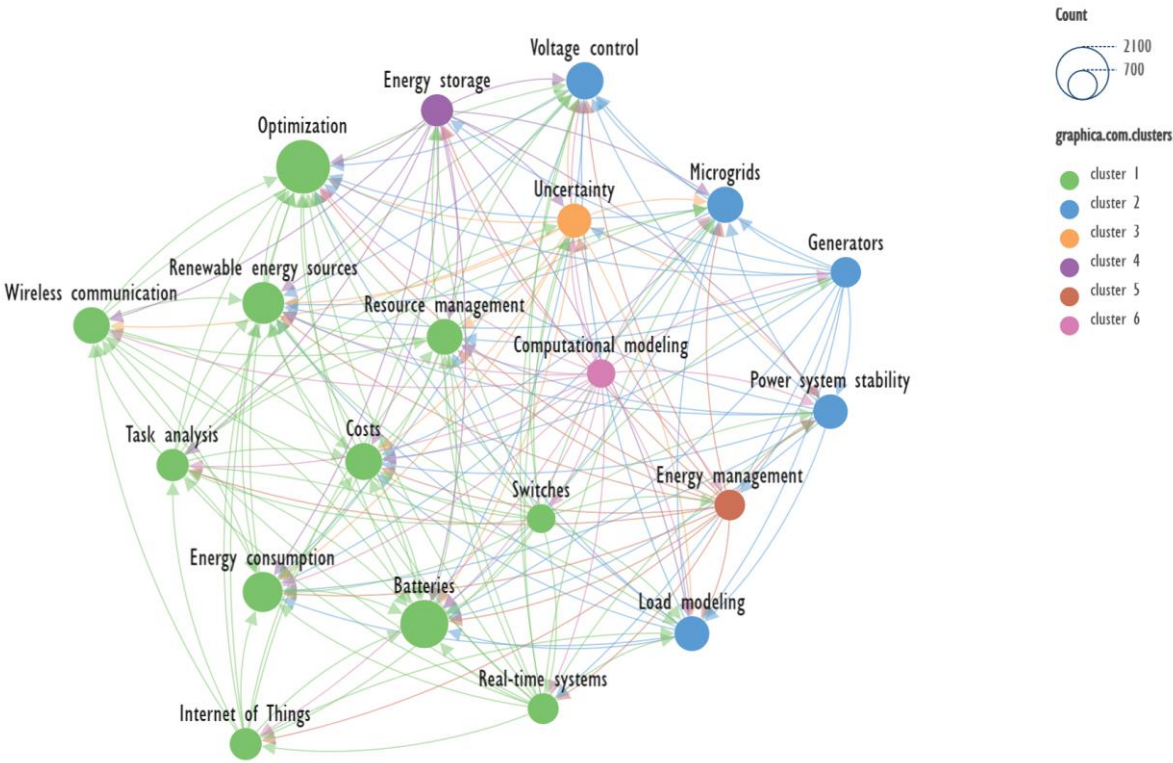 Count
2100
700
graphica.com.clusters
cluster 1
cluster 2
cluster 3
cluster 4
cluster 5
cluster 6
Voltage control
Energy storage
Optimization
Microgrids
Uncertainty
Generators
Renewable energy sources
Wireless communication
Resource management
Computational modeling
Power system stability
Task analysis
Costs
Energy management
Switches
Energy consumption
Batteries
Load modeling
Real-time systems
Internet of Things